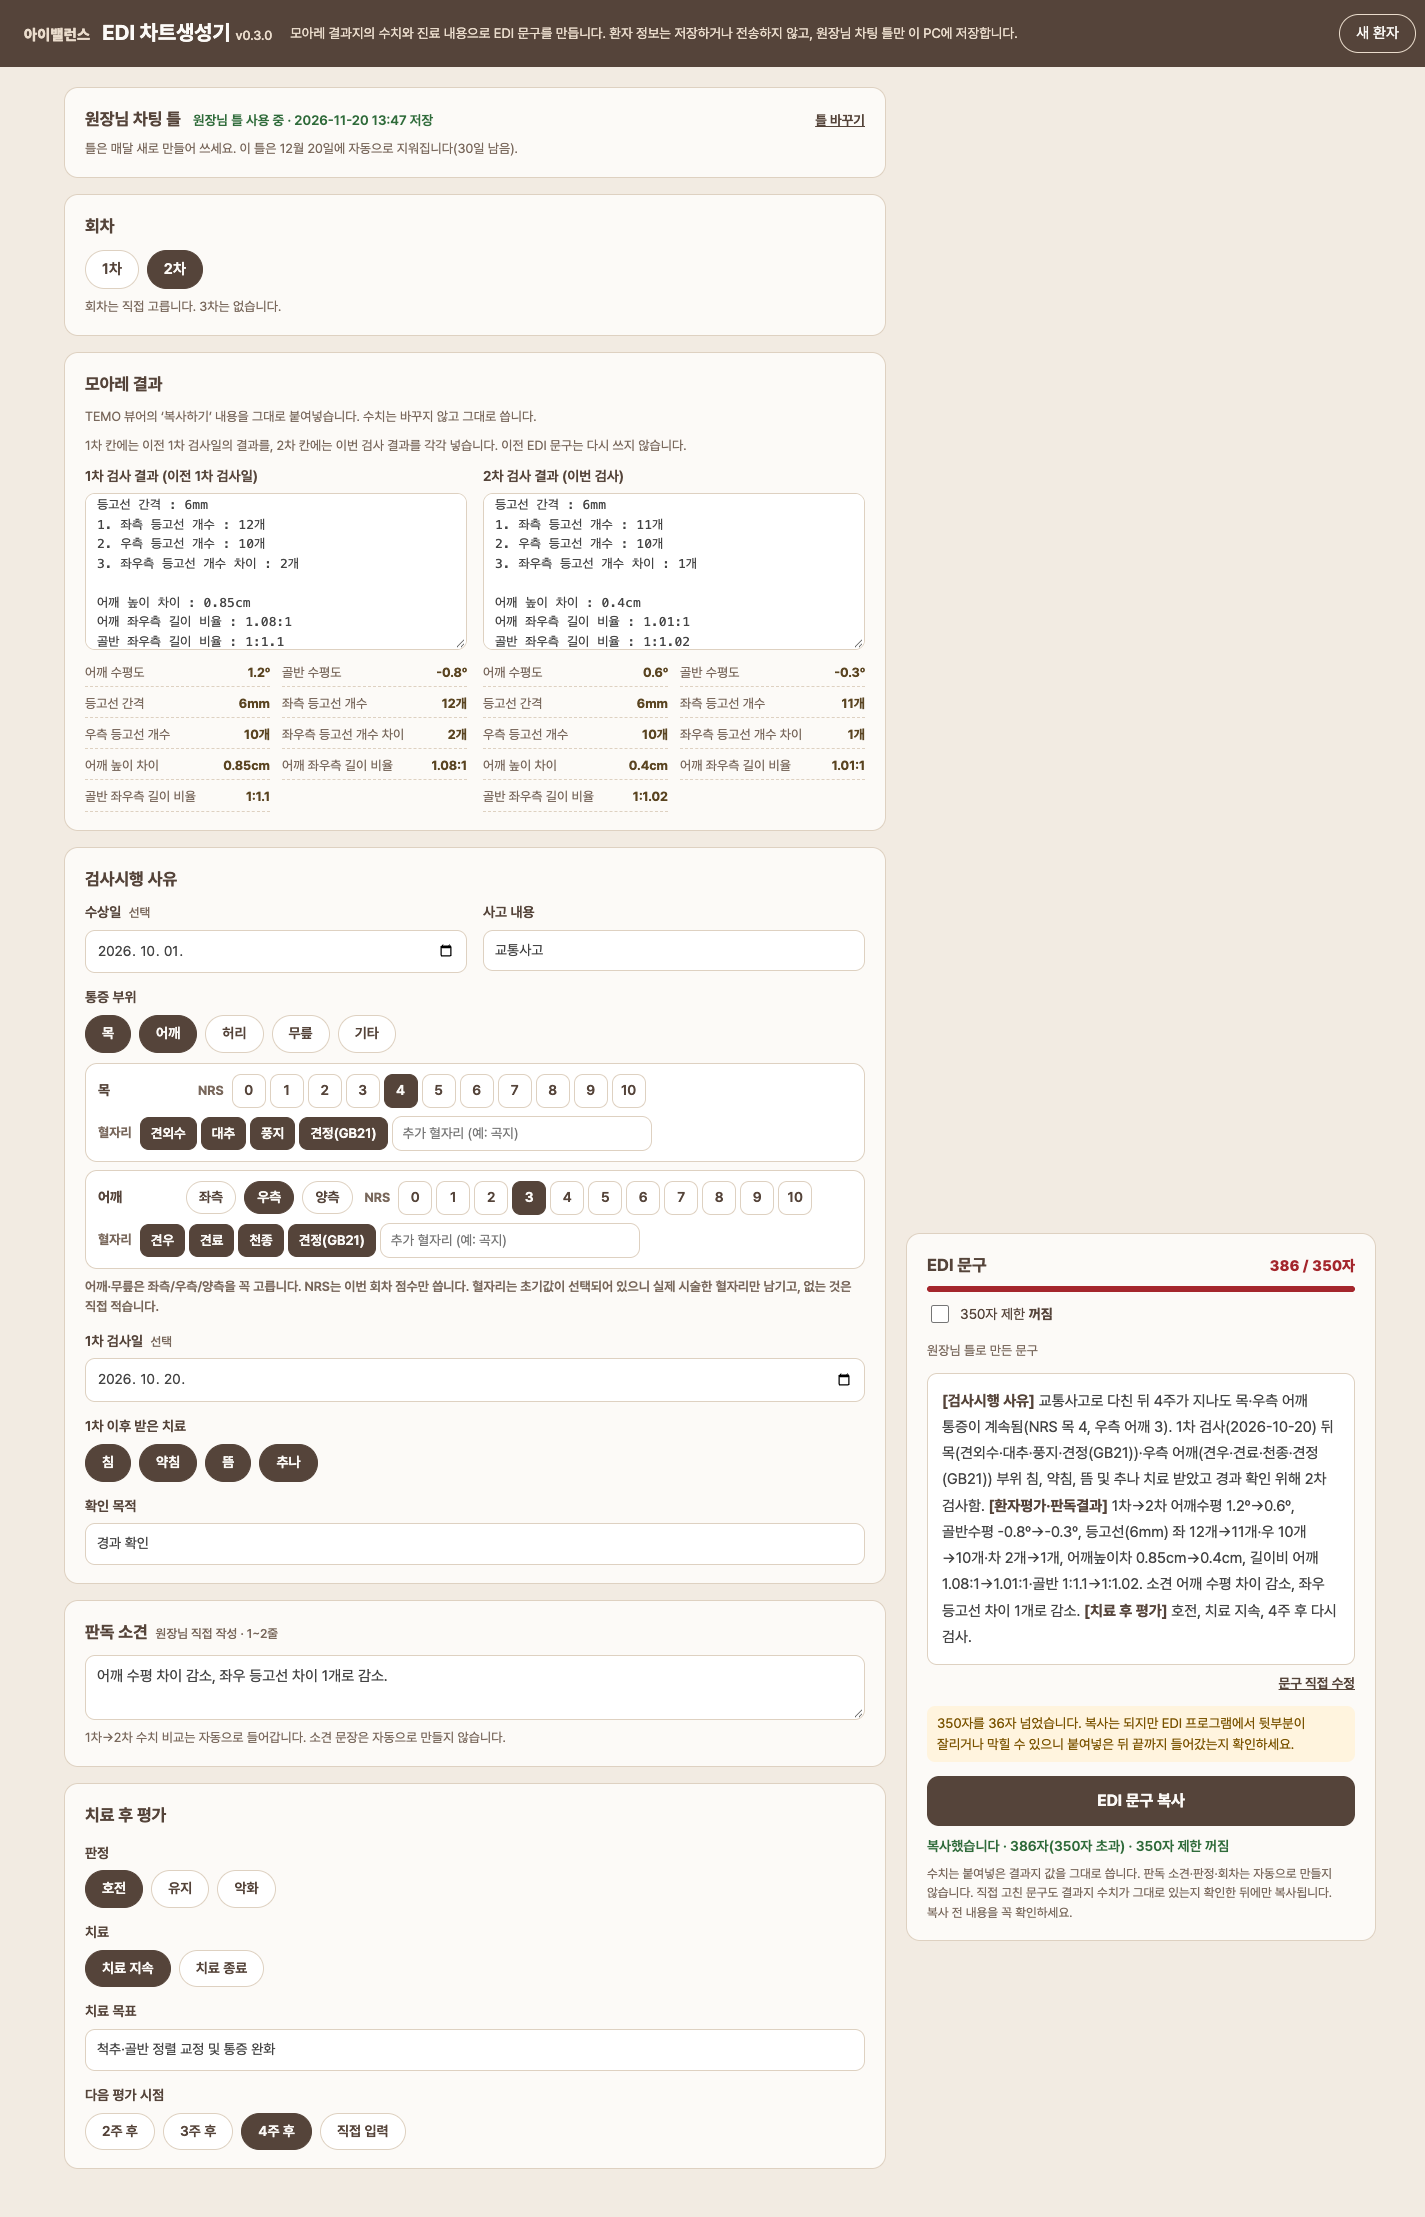 아이밸런스 EDI 차트생성기 v0.3.0 모아레 결과지의 수치와 진료 내용으로 EDI 문구를 만듭니다. 환자 정보는 저장하거나 전송하지 않고, 원장님 차팅 틀만 이 PC에 저장합니다. 새 환자
원장님 차팅 틀 원장님 틀 사용 중 · 2026-11-20 13:47 저장 틀 바꾸기
틀은 매달 새로 만들어 쓰세요. 이 틀은 12월 20일에 자동으로 지워집니다(30일 남음).
회차
1차 2차
회차는 직접 고릅니다. 3차는 없습니다.
모아레 결과
TEMO 뷰어의 ‘복사하기’ 내용을 그대로 붙여넣습니다. 수치는 바꾸지 않고 그대로 씁니다.
1차 칸에는 이전 1차 검사일의 결과를, 2차 칸에는 이번 검사 결과를 각각 넣습니다. 이전 EDI 문구는 다시 쓰지 않습니다.
1차 검사 결과 (이전 1차 검사일)
등고선 간격 : 6mm
1. 좌측 등고선 개수 : 12개
2. 우측 등고선 개수 : 10개
3. 좌우측 등고선 개수 차이 : 2개
어깨 높이 차이 : 0.85cm
어깨 좌우측 길이 비율 : 1.08:1
골반 좌우측 길이 비율 : 1:1.1
어깨 수평도 1.2° 골반 수평도 -0.8°
등고선 간격 6mm 좌측 등고선 개수 12개
우측 등고선 개수 10개 좌우측 등고선 개수 차이 2개
어깨 높이 차이 0.85cm 어깨 좌우측 길이 비율 1.08:1
골반 좌우측 길이 비율 1:1.1
2차 검사 결과 (이번 검사)
등고선 간격 : 6mm
1. 좌측 등고선 개수 : 11개
2. 우측 등고선 개수 : 10개
3. 좌우측 등고선 개수 차이 : 1개
어깨 높이 차이 : 0.4cm
어깨 좌우측 길이 비율 : 1.01:1
골반 좌우측 길이 비율 : 1:1.02
어깨 수평도 0.6° 골반 수평도 -0.3°
등고선 간격 6mm 좌측 등고선 개수 11개
우측 등고선 개수 10개 좌우측 등고선 개수 차이 1개
어깨 높이 차이 0.4cm 어깨 좌우측 길이 비율 1.01:1
골반 좌우측 길이 비율 1:1.02
검사시행 사유
수상일 선택 사고 내용
2026. 10. 01. 교통사고
통증 부위
목 어깨 허리 무릎 기타
목 NRS 0 1 2 3 4 5 6 7 8 9 10
혈자리 견외수 대추 풍지 견정(GB21) 추가 혈자리 (예: 곡지)
어깨 좌측 우측 양측 NRS 0 1 2 3 4 5 6 7 8 9 10
혈자리 견우 견료 천종 견정(GB21) 추가 혈자리 (예: 곡지)
어깨·무릎은 좌측/우측/양측을 꼭 고릅니다. NRS는 이번 회차 점수만 씁니다. 혈자리는 초기값이 선택되어 있으니 실제 시술한 혈자리만 남기고, 없는 것은
직접 적습니다.
1차 검사일 선택
2026. 10. 20.
1차 이후 받은 치료
침 약침 뜸 추나
확인 목적
경과 확인
판독 소견 원장님 직접 작성 · 1~2줄
어깨 수평 차이 감소, 좌우 등고선 차이 1개로 감소.
1차→2차 수치 비교는 자동으로 들어갑니다. 소견 문장은 자동으로 만들지 않습니다.
치료 후 평가
판정
호전 유지 악화
치료
치료 지속 치료 종료
치료 목표
척추·골반 정렬 교정 및 통증 완화
다음 평가 시점
2주 후 3주 후 4주 후 직접 입력
EDI 문구 386 / 350자
350자 제한 꺼짐
원장님 틀로 만든 문구
[검사시행 사유] 교통사고로 다친 뒤 4주가 지나도 목·우측 어깨
통증이 계속됨(NRS 목 4, 우측 어깨 3). 1차 검사(2026-10-20) 뒤
목(견외수·대추·풍지·견정(GB21))·우측 어깨(견우·견료·천종·견정
(GB21)) 부위 침, 약침, 뜸 및 추나 치료 받았고 경과 확인 위해 2차
검사함. [환자평가·판독결과] 1차→2차 어깨수평 1.2°→0.6°,
골반수평 -0.8°→-0.3°, 등고선(6mm) 좌 12개→11개·우 10개
→10개·차 2개→1개, 어깨높이차 0.85cm→0.4cm, 길이비 어깨
1.08:1→1.01:1·골반 1:1.1→1:1.02. 소견 어깨 수평 차이 감소, 좌우
등고선 차이 1개로 감소. [치료 후 평가] 호전, 치료 지속, 4주 후 다시
검사.
문구 직접 수정
350자를 36자 넘었습니다. 복사는 되지만 EDI 프로그램에서 뒷부분이
잘리거나 막힐 수 있으니 붙여넣은 뒤 끝까지 들어갔는지 확인하세요.
EDI 문구 복사
복사했습니다 · 386자(350자 초과) · 350자 제한 꺼짐
수치는 붙여넣은 결과지 값을 그대로 씁니다. 판독 소견·판정·회차는 자동으로 만들지
않습니다. 직접 고친 문구도 결과지 수치가 그대로 있는지 확인한 뒤에만 복사됩니다.
복사 전 내용을 꼭 확인하세요.